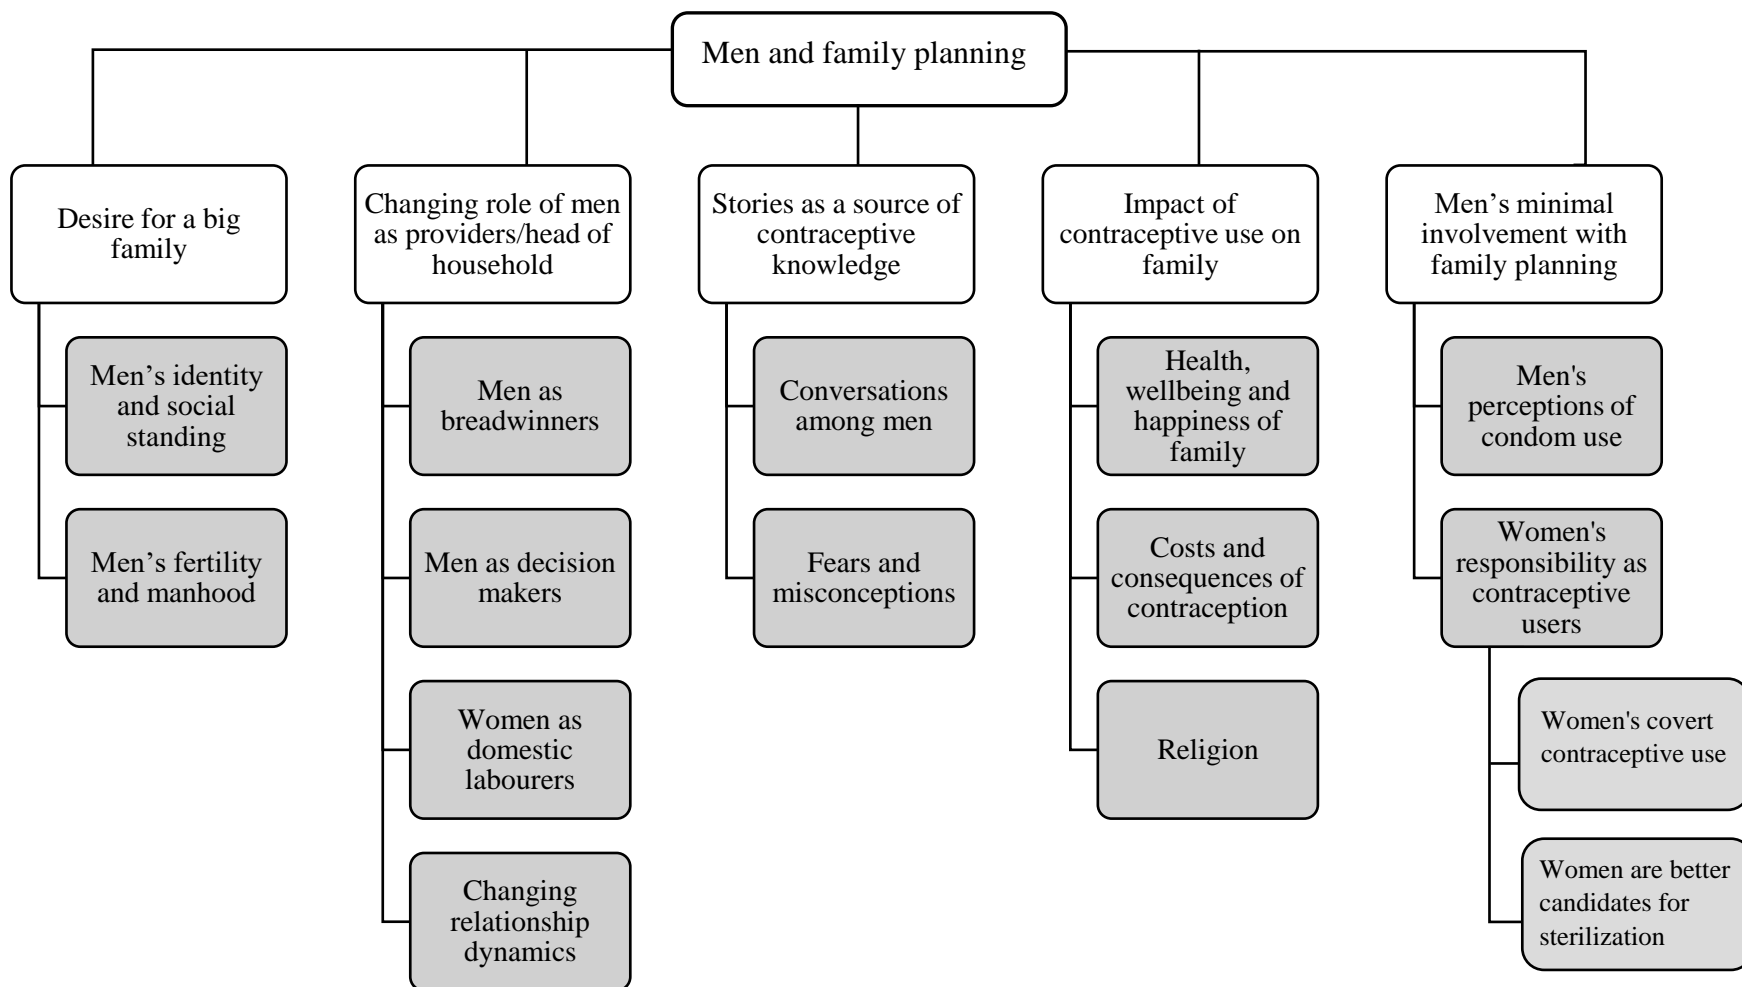 Men and family planning
Desire for a big
family
Changing role of men
as providers/head of
household
Stories as a source of
contraceptive
knowledge
Impact of
contraceptive use on
family
Men’s minimal
involvement with
family planning
Men’s identity
and social
standing
Men’s fertility
and manhood
Men as
breadwinners
Men as decision
makers
Women as
domestic
labourers
Changing
relationship
dynamics
Conversations
among men
Fears and
misconceptions
Health,
wellbeing and
happiness of
family
Costs and
consequences of
contraception
Religion
Men's
perceptions of
condom use
Women's
responsibility as
contraceptive
users
Women's covert
contraceptive use
Women are better
candidates for
sterilization